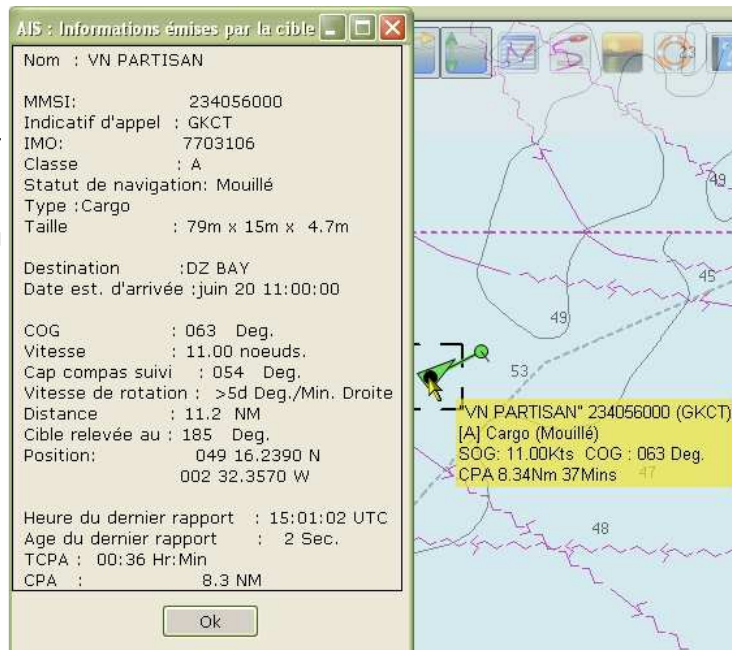 AIS : Informations émises par la cible
Nom : VN PARTISAN
MMSI: 234056000
Indicatif d'appel : GKCT
IMO: 7703106
Classe : A
Statut de navigation: Mouillé
Type :Cargo
Taille : 79m x 15m x 4.7m
Destination :DZ BAY
Date est. d'arrivée :juin 20 11:00:00
COG : 063 Deg.
Vitesse : 11.00 noeuds.
Cap compas suivi : 054 Deg.
Vitesse de rotation : >5d Deg./Min. Droite
Distance : 11.2 NM
Cible relevée au : 185 Deg.
Position: 049 16.2390 N
002 32.3570 W
Heure du dernier rapport : 15:01:02 UTC
Age du dernier rapport : 2 Sec.
TCPA : 00:36 Hr:Min
CPA : 8.3 NM
Ok
49
45
49
53
"VN PARTISAN" 234056000 (GKCT)
[A] Cargo (Mouillé)
SOG: 11.00Kts COG : 063 Deg.
CPA 8.34Nm 37Mins
47
48